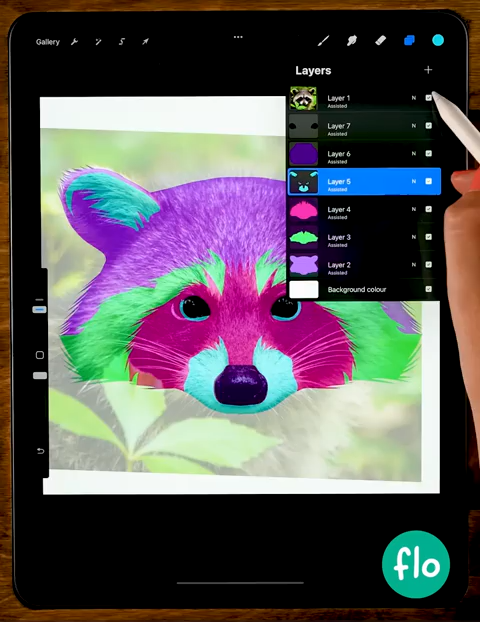 Gallery
Layers
Layer 1
Assisted
N
Layer 7
Assisted
N
Layer 6
Assisted
N
Layer 5
Assisted
N
Layer 4
Assisted
N
Layer 3
Assisted
N
Layer 2
Assisted
N
Background colour
flo